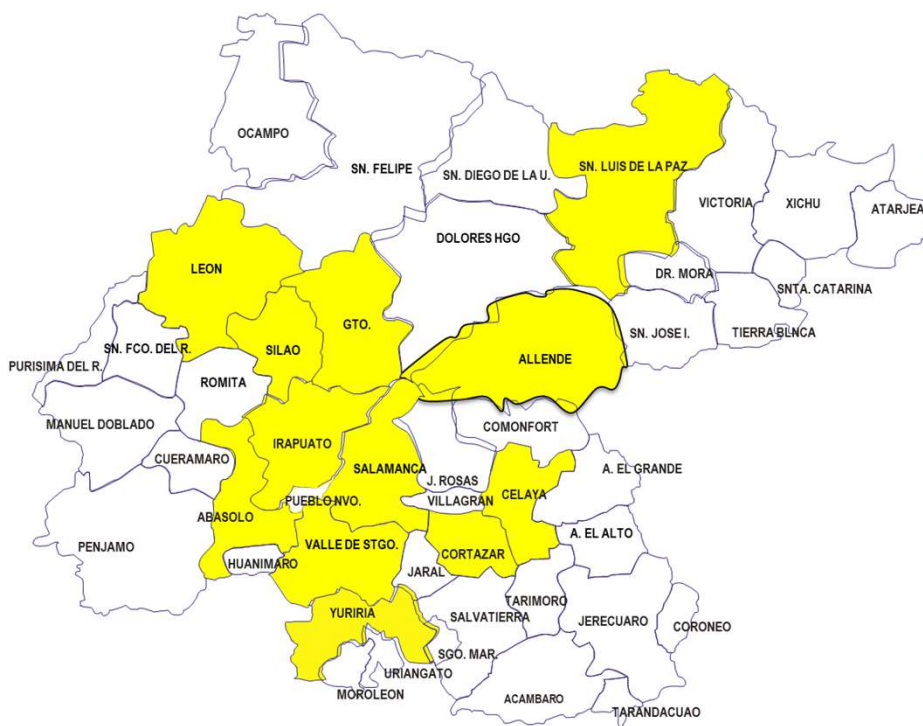 OCAMPO
SN. FELIPE
SN. DIEGO DE LA U.
SN. LUIS DE LA PAZ
VICTORIA
XICHU
ATARJEA
DOLORES HGO
LEON
DR. MORA
SNTA. CATARINA
GTO.
SN. JOSE I.
TIERRA BLNCA
SN. FCO. DEL R.
SILAO
ALLENDE
PURISIMA DEL R.
ROMITA
MANUEL DOBLADO
COMONFORT
IRAPUATO
CUERAMARO
SALAMANCA
A. EL GRANDE
J. ROSAS
CELAYA
PUEBLO NVO.
VILLAGRAN
ABASOLO
A. EL ALTO
PENJAMO
VALLE DE STGO.
CORTAZAR
HUANIMARO
JARAL
TARIMORO
YURIRIA
SALVATIERRA
JERECUARO
CORONEO
SGO. MAR.
URIANGATO
MOROLEON
ACAMBARO
TARANDACUAO